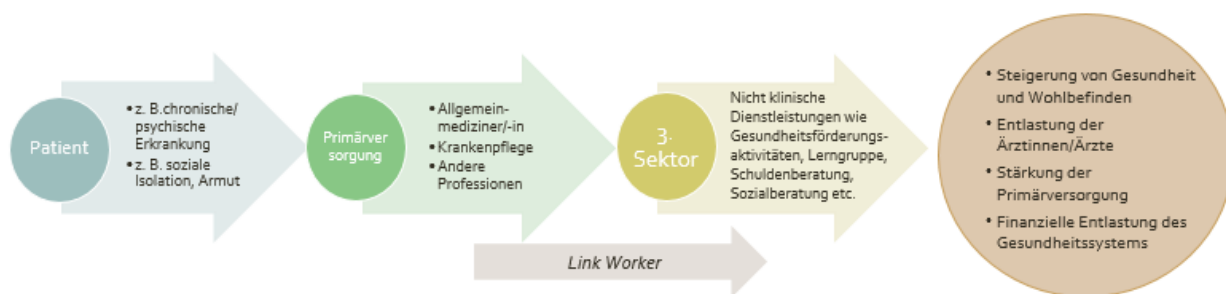 Patient
• z. B.chronische/
psychische
Erkrankung
• z. B. soziale
Isolation, Armut
Primärver
sorgung
• Allgemein-
mediziner/-in
• Krankenpflege
• Andere
Professionen
3.
Sektor
Nicht klinische
Dienstleistungen wie
Gesundheitsförderungs-
aktivitäten, Lerngruppe,
Schuldenberatung,
Sozialberatung etc.
Link Worker
• Steigerung von Gesundheit
und Wohlbefinden
• Entlastung der
Ärztinnen/Ärzte
• Stärkung der
Primärversorgung
• Finanzielle Entlastung des
Gesundheitssystems